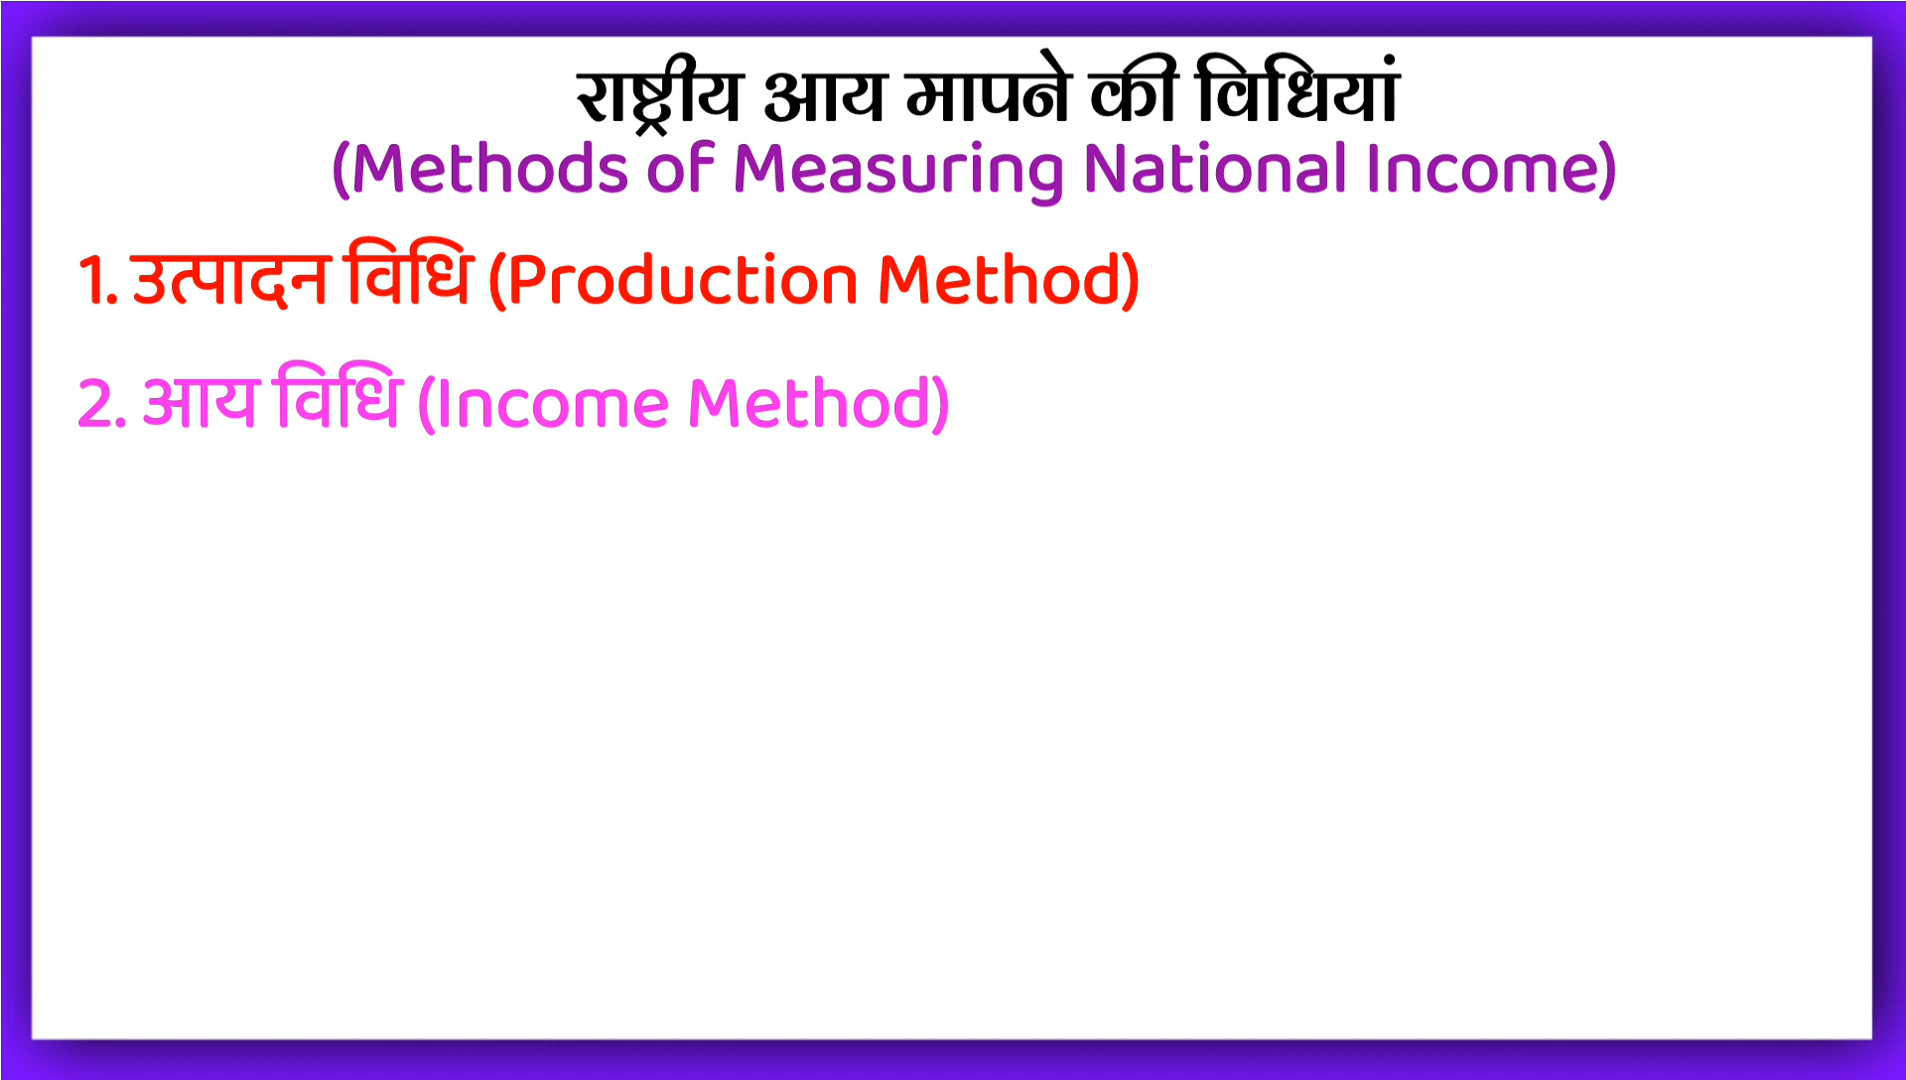 राष्ट्रीय आय मापने की विधियां
(Methods of Measuring National Income)
1. उत्पादन विधि (Production Method)
2. आय विधि (Income Method)